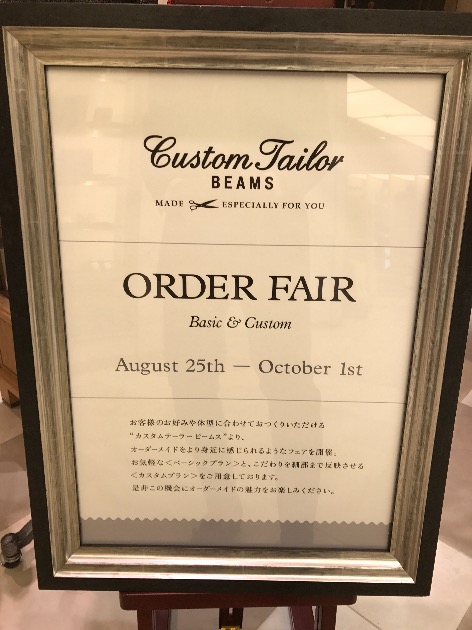 Custom Tailor
BEAMS
MADE ESPECIALLY FOR YOU
ORDER FAIR
Basic & Custom
August 25th — October 1st
お客様のお好みや体型に合わせておつくりいただける
“カスタムテーラー ビームス”より、
オーダーメイドをより身近に感じられるようなフェアを開催。
お気軽な<ベーシックプラン>と、こだわりを細部まで反映させる
<カスタムプラン>をご用意しております。
是非この機会にオーダーメイドの魅力をお楽しみください。